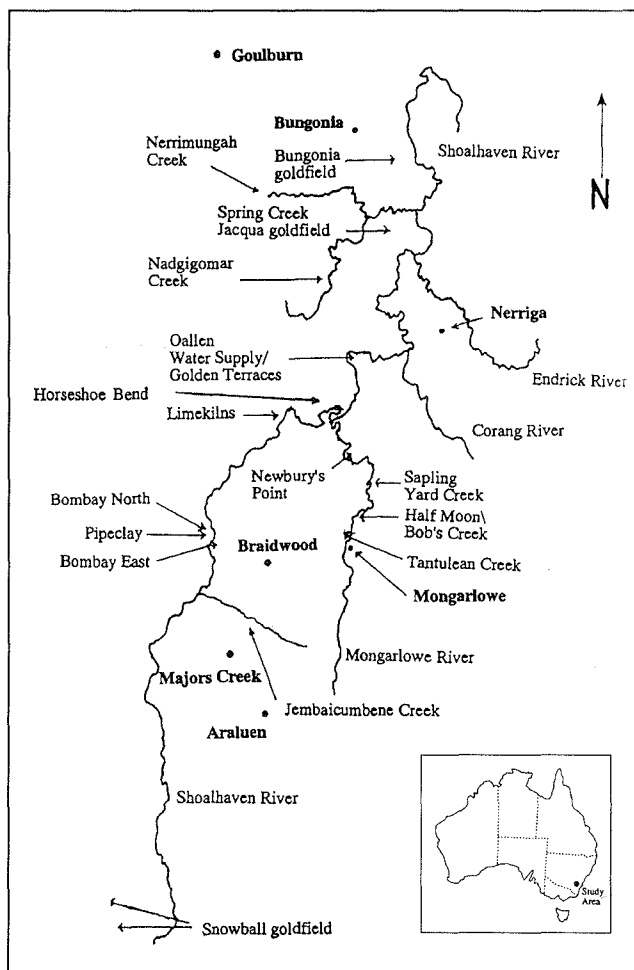 Goulburn
Bungonia
Nerrimungah
Creek
Bungonia
goldfield
Shoalhaven River
N
Spring Creek
Jacqua goldfield
Nadgigomar
Creek
Nerriga
Oallen
Water Supply/
Golden Terraces
Endrick River
Horseshoe Bend
Limekilns
Corang River
Newbury's
Point
Sapling
Yard Creek
Bombay North
Half Moon\
Bob's Creek
Pipeclay
Braidwood
Bombay East
Tantulean Creek
Mongarlowe
Mongarlowe River
Majors Creek
Jembaicumbene Creek
Araluen
Shoalhaven River
Study
Area
Snowball goldfield